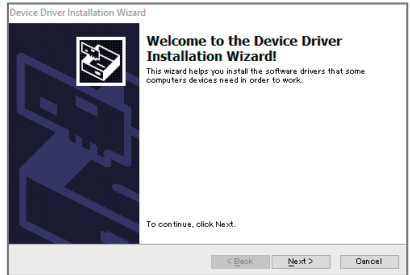 Device Driver Installation Wizard
Welcome to the Device Driver
Installation Wizard!
This wizard helps you install the software drivers that some
computers devices need in order to work.
To continue, click Next.
< Back Next > Cancel